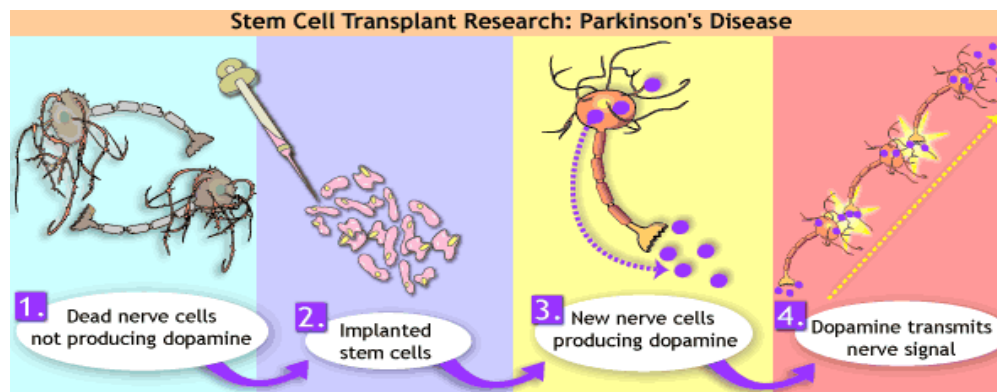 Stem Cell Transplant Research: Parkinson's Disease
1.
Dead nerve cells
not producing dopamine
2.
Implanted
stem cells
3.
New nerve cells
producing dopamine
4.
Dopamine transmits
nerve signal